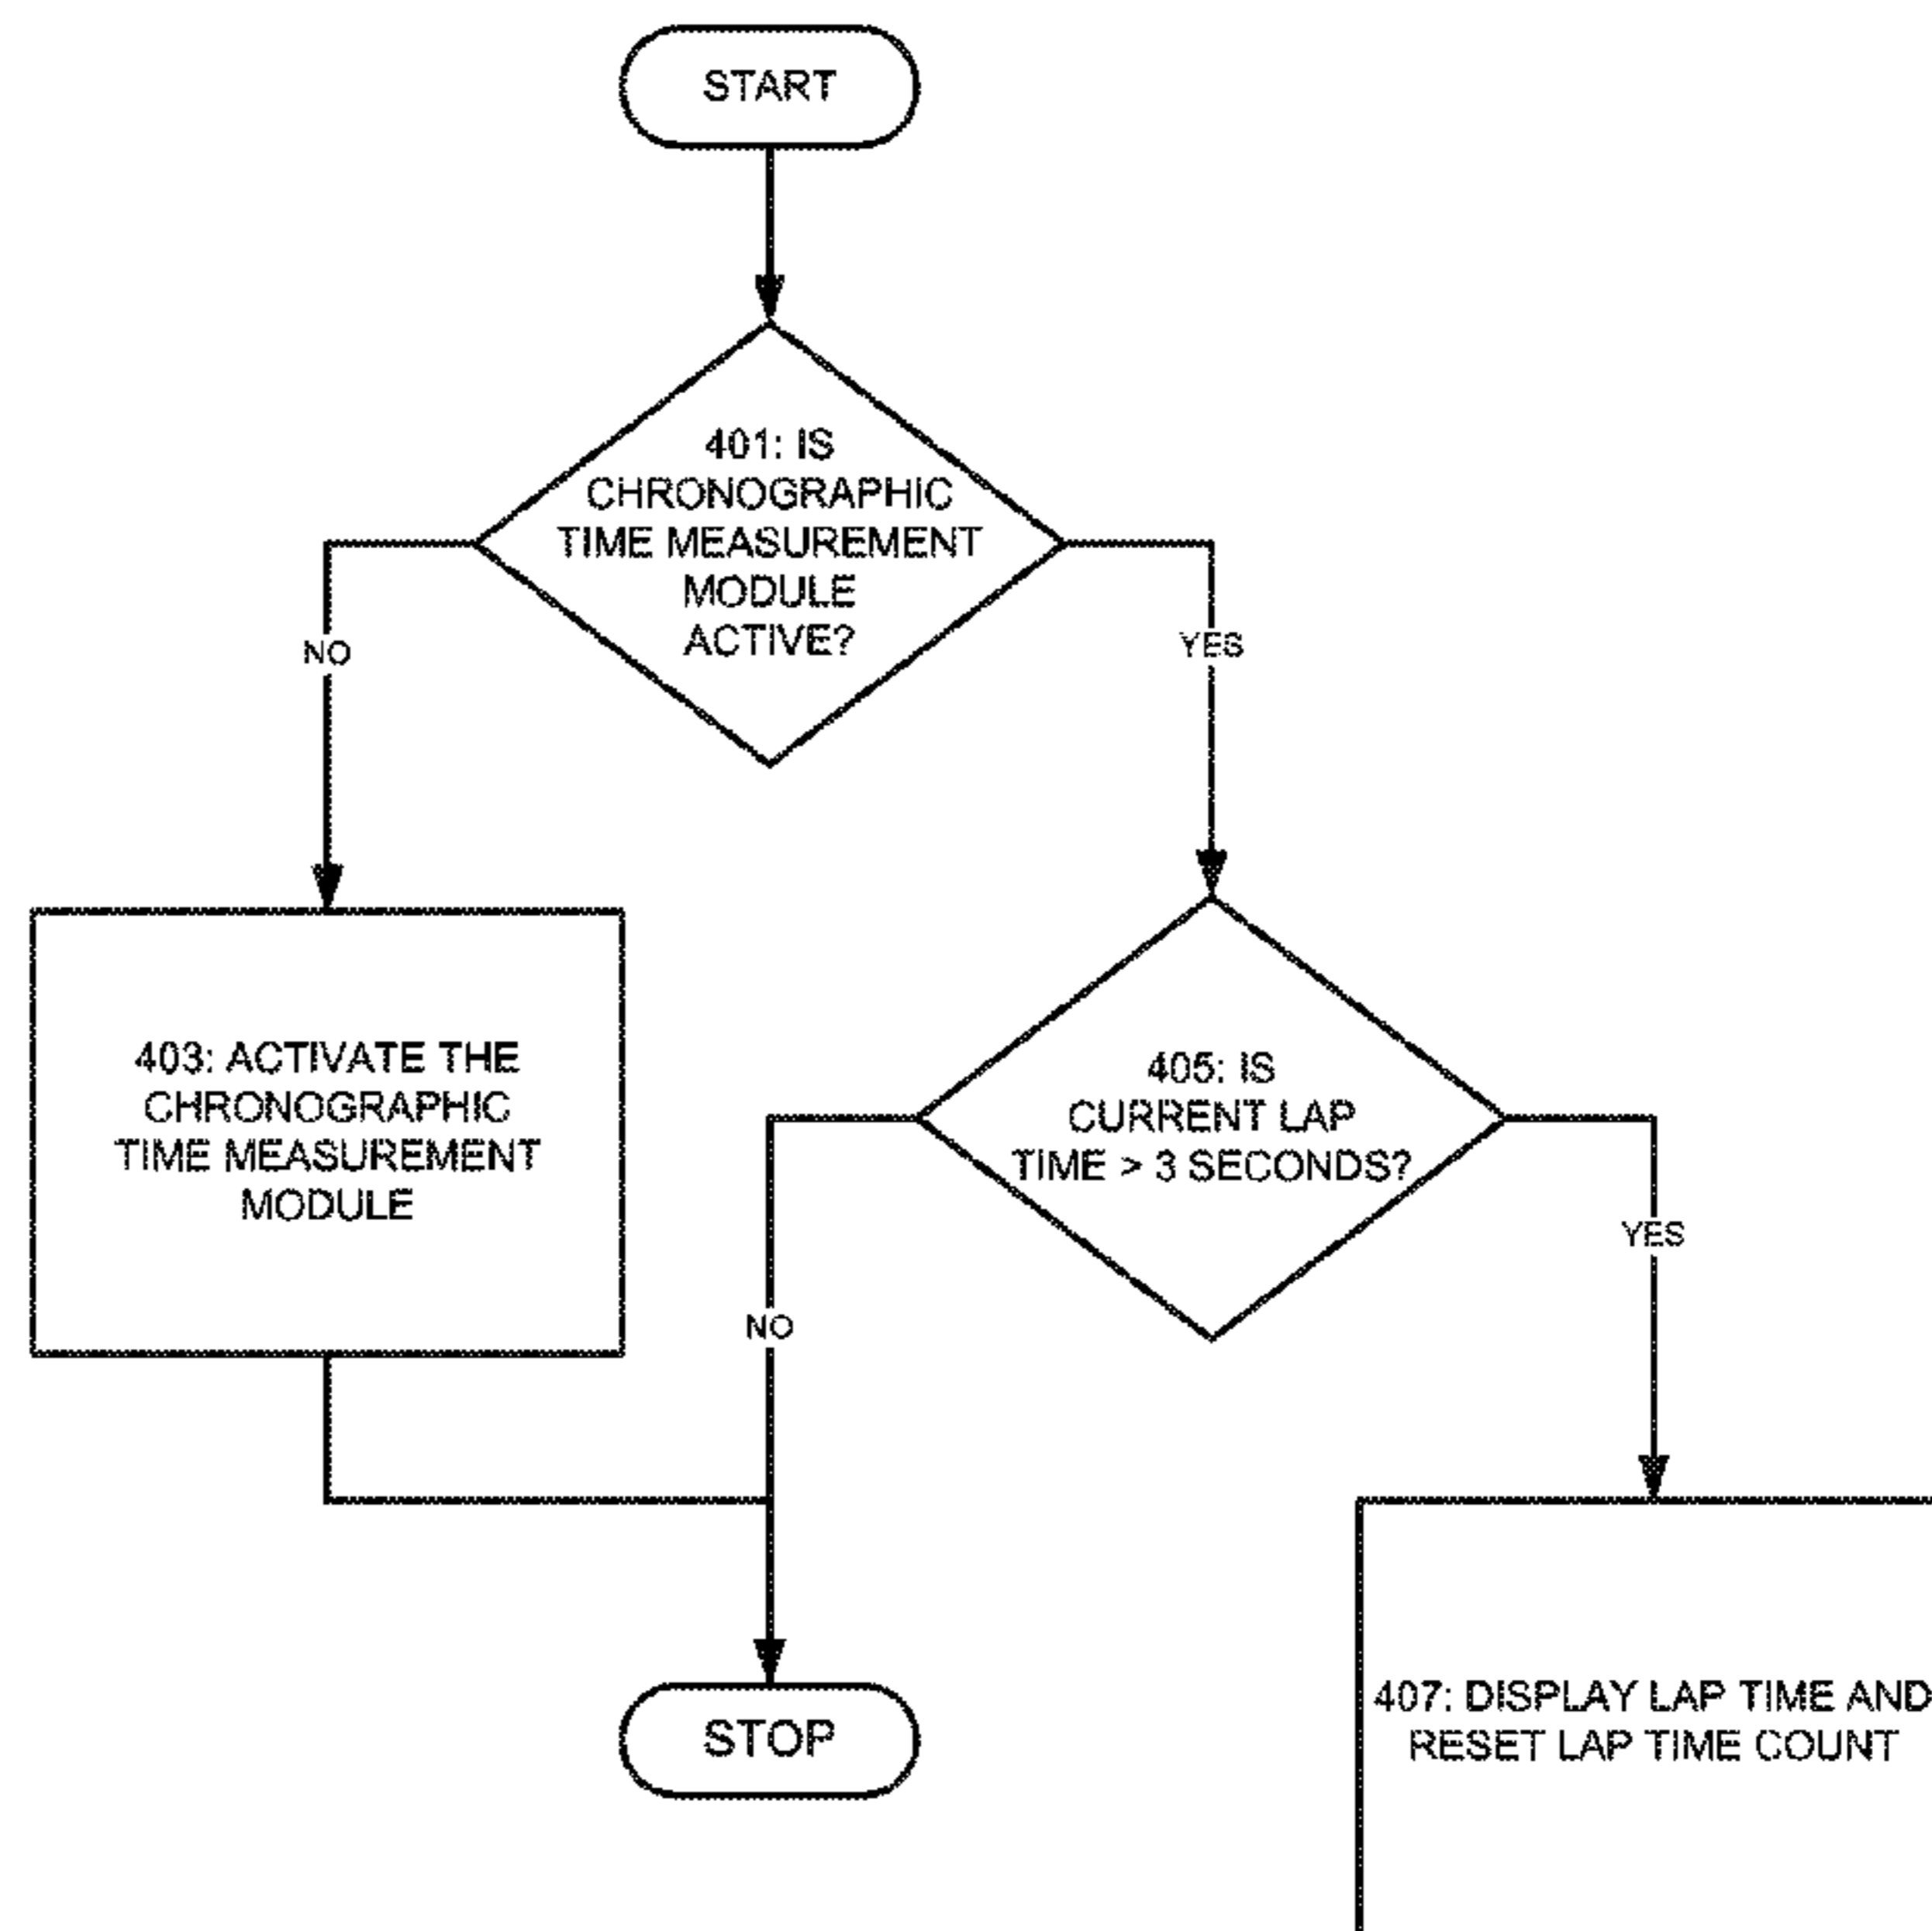 START
401: IS
CHRONOGRAPHIC
TIME MEASUREMENT
MODULE
ACTIVE?
NO
YES
403: ACTIVATE THE
CHRONOGRAPHIC
TIME MEASUREMENT
MODULE
405: IS
CURRENT LAP
TIME > 3 SECONDS?
NO
YES
STOP
407: DISPLAY LAP TIME AND
RESET LAP TIME COUNT